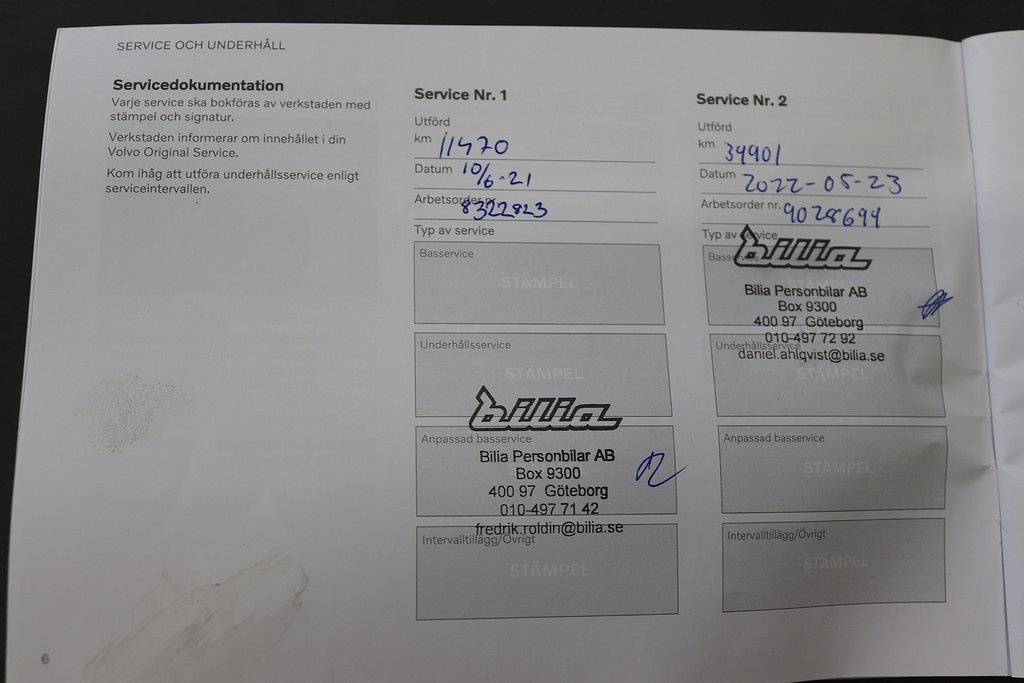 SERVICE OCH UNDERHÅLL
Servicedokumentation
Varje service ska bokföras av verkstaden med
stämpel och signatur.
Verkstaden informerar om innehållet i din
Volvo Original Service.
Kom ihåg att utföra underhållsservice enligt
serviceintervallen.
Service Nr. 1
Utförd
km 11470
Datum 10/6-21
Arbetsorder nr. 8322823
Typ av service
Basservice
STÄMPEL
Underhållsservice
STÄMPEL
bilia
Anpassad basservice
Bilia Personbilar AB
Box 9300
400 97 Göteborg
010-497 71 42
fredrik.roldin@bilia.se
Intervalltillägg/Övrigt
STÄMPEL
Service Nr. 2
Utförd
km 34901
Datum 2022-05-23
Arbetsorder nr. 9028694
Typ av service
bilia
Basservice
STÄMPEL
Bilia Personbilar AB
Box 9300
400 97 Göteborg
010-497 72 92
Underhållsservice
daniel.ahlqvist@bilia.se
STÄMPEL
Anpassad basservice
STÄMPEL
Intervalltillägg/Övrigt
STÄMPEL
6